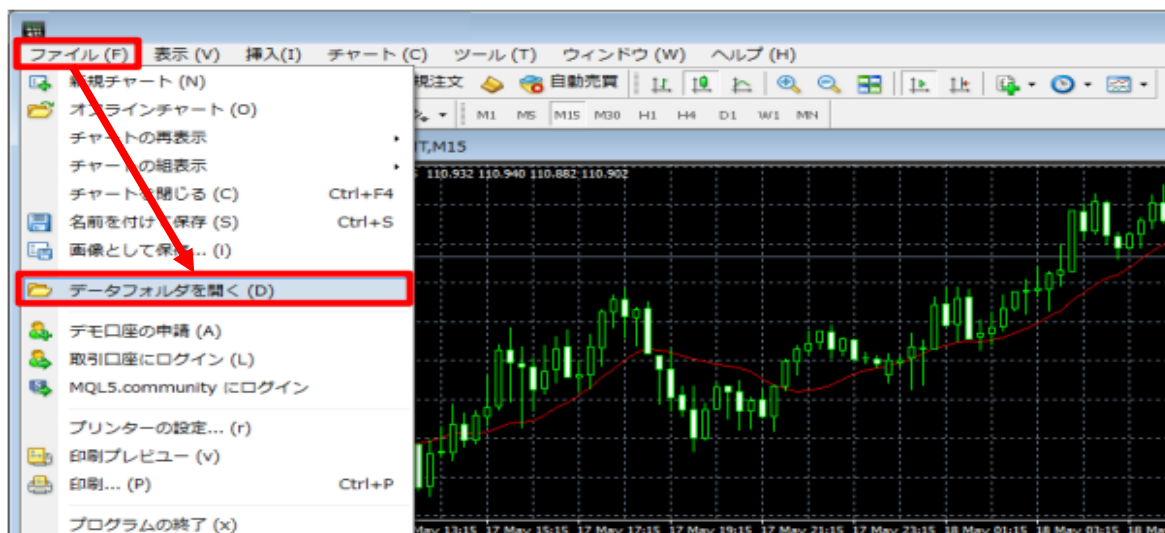 ファイル (F) 表示 (V) 挿入(I) チャート (C) ツール (T) ウィンドウ (W) ヘルプ (H)
新規チャート (N)
規注文 自動売買
オフラインチャート (O)
M1 M5 M15 M30 H1 H4 D1 W1 MN
チャートの再表示
T,M15
チャートの組表示
110.932 110.940 110.882 110.902
チャートを閉じる (C) Ctrl+F4
名前を付けて保存 (S) Ctrl+S
画像として保存... (I)
データフォルダを開く (D)
デモ口座の申請 (A)
取引口座にログイン (L)
MQL5.community にログイン
プリンターの設定... (r)
印刷プレビュー (v)
印刷... (P) Ctrl+P
プログラムの終了 (x)
May 13:15 17 May 15:15 17 May 17:15 17 May 19:15 17 May 21:15 17 May 23:15 18 May 01:15 18 May 03:15 18 Ma